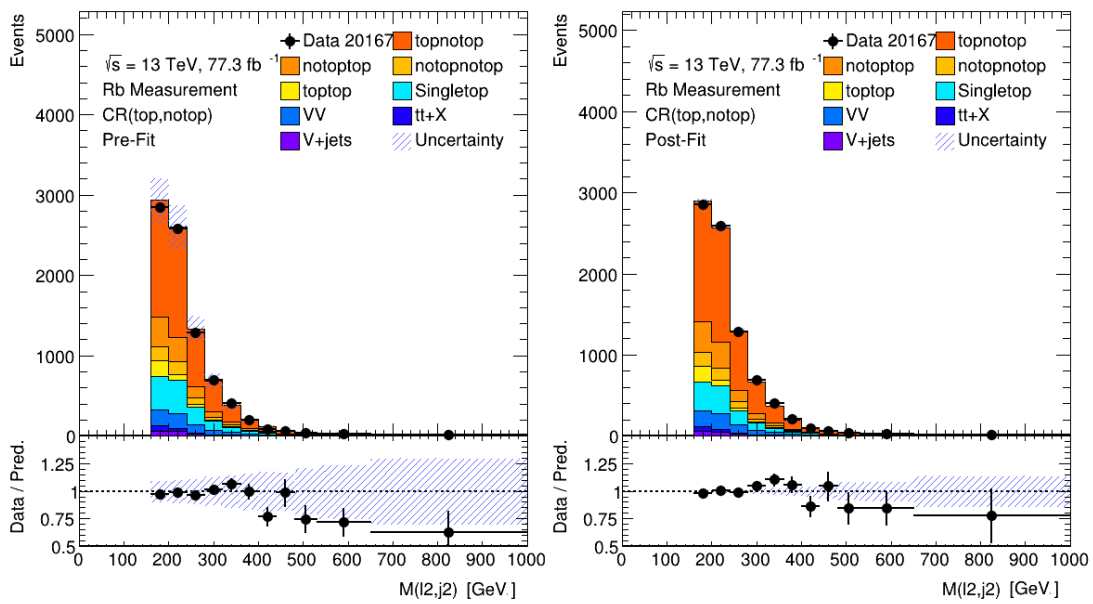 Events
5000
4000
3000
2000
1000
0
√s = 13 TeV, 77.3 fb -1
Rb Measurement
CR(top,notop)
Pre-Fit
Data 20167
topnotop
notoptop
notopnotop
toptop
Singletop
VV
tt+X
V+jets
Uncertainty
Data / Pred.
1.25
1
0.75
0.5
0 100 200 300 400 500 600 700 800 900 1000
M(l2,j2) [GeV]
Events
5000
4000
3000
2000
1000
0
√s = 13 TeV, 77.3 fb -1
Rb Measurement
CR(top,notop)
Post-Fit
Data 20167
topnotop
notoptop
notopnotop
toptop
Singletop
VV
tt+X
V+jets
Uncertainty
Data / Pred.
1.25
1
0.75
0.5
0 100 200 300 400 500 600 700 800 900 1000
M(l2,j2) [GeV]